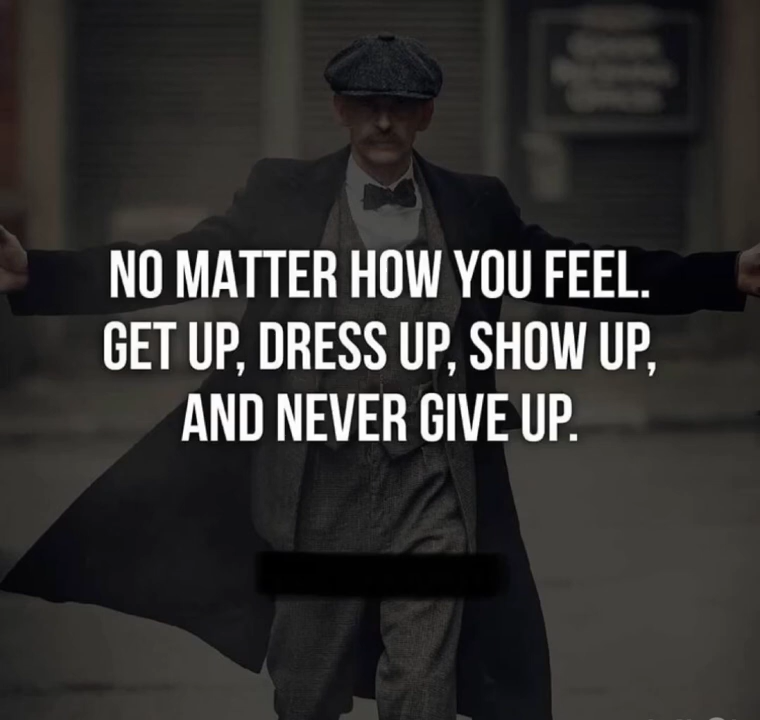 NO MATTER HOW YOU FEEL.
GET UP, DRESS UP, SHOW UP,
AND NEVER GIVE UP.